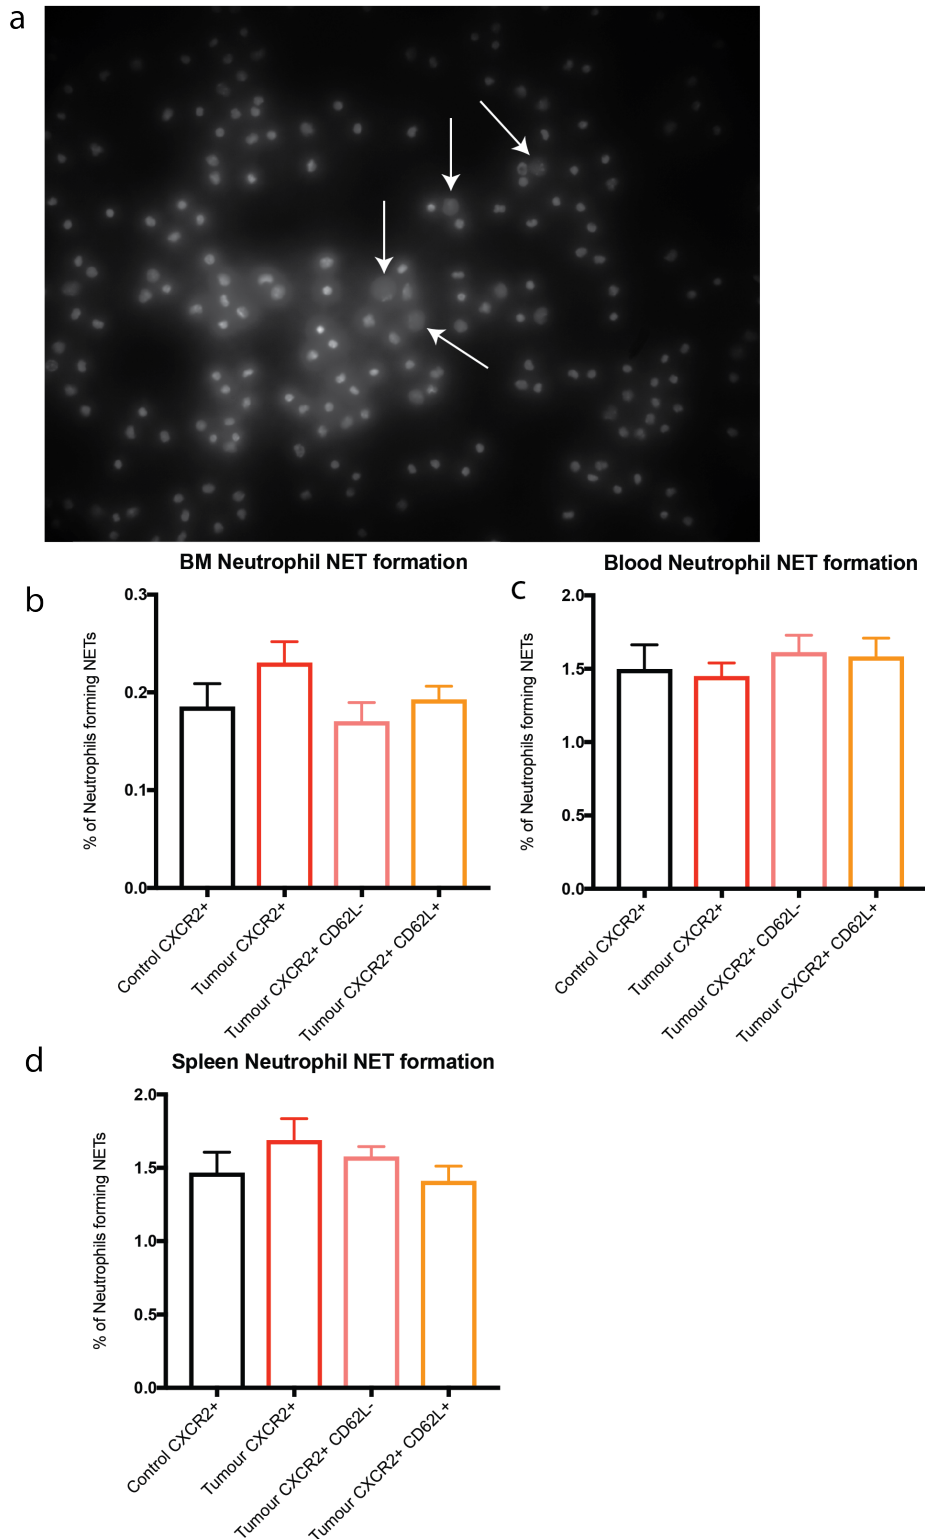 a
BM Neutrophil NET formation
b
% of Neutrophils forming NETs
0.3
0.2
0.1
0.0
Control CXCR2+
Tumour CXCR2+
Tumour CXCR2+ CD62L-
Tumour CXCR2+ CD62L+
Blood Neutrophil NET formation
c
% of Neutrophils forming NETs
2.0
1.5
1.0
0.5
0.0
Control CXCR2+
Tumour CXCR2+
Tumour CXCR2+ CD62L-
Tumour CXCR2+ CD62L+
d
Spleen Neutrophil NET formation
% of Neutrophils forming NETs
2.0
1.5
1.0
0.5
0.0
Control CXCR2+
Tumour CXCR2+
Tumour CXCR2+ CD62L-
Tumour CXCR2+ CD62L+